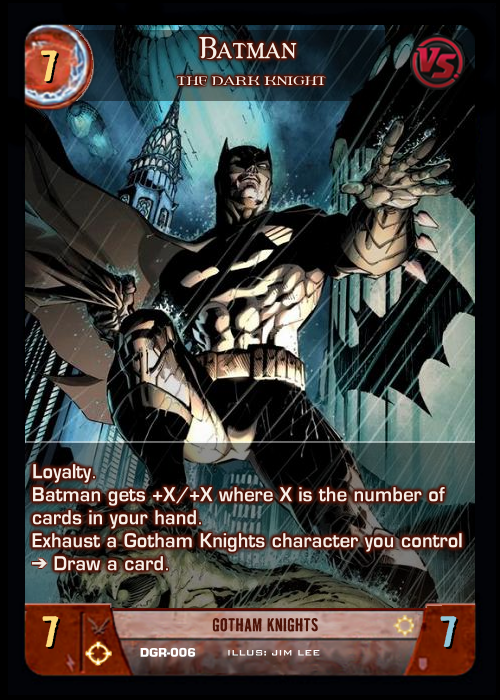 7
Batman
THE DARK KNIGHT
VS
Loyalty.
Batman gets +X/+X where X is the number of
cards in your hand.
Exhaust a Gotham Knights character you control
➔ Draw a card.
7
GOTHAM KNIGHTS
7
DGR-006 ILLUS: JIM LEE